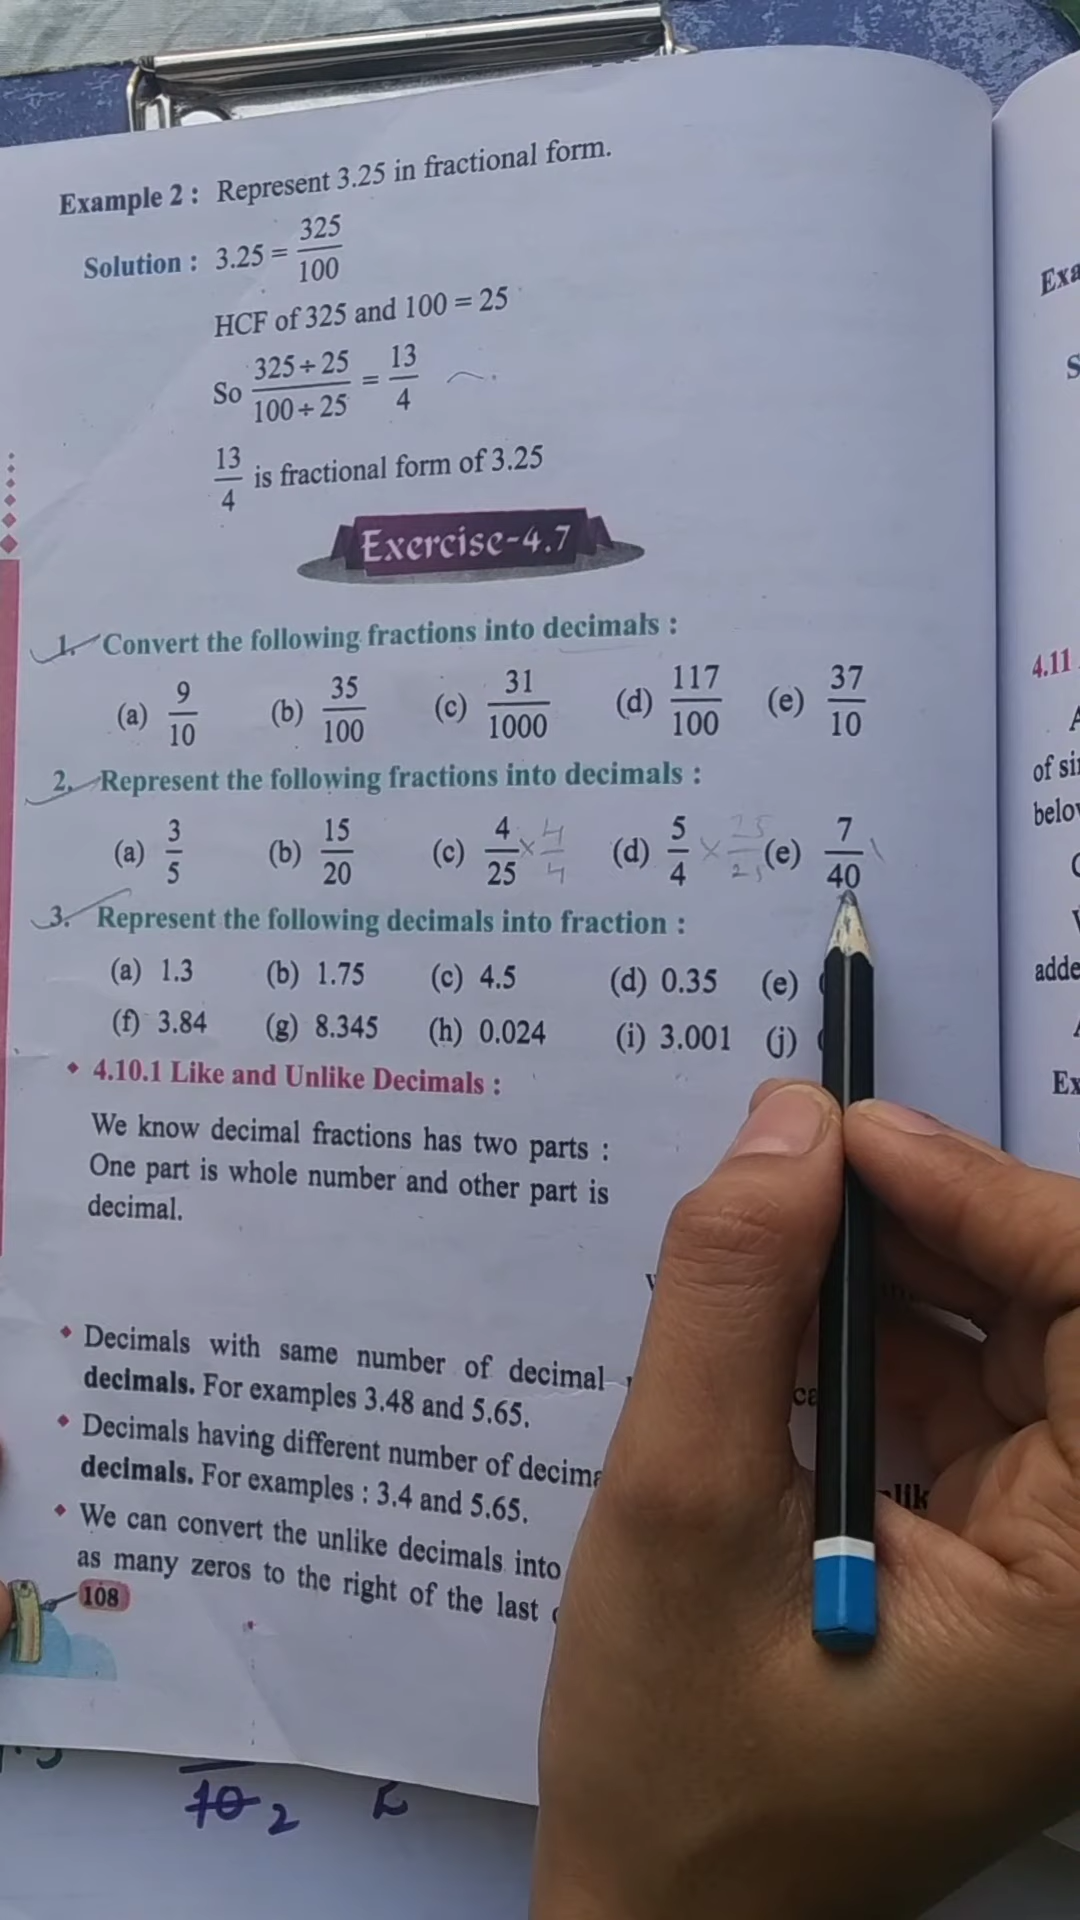 Example 2 : Represent 3.25 in fractional form.
Solution : 3.25 = 325/100
HCF of 325 and 100 = 25
So 325÷25/100÷25 = 13/4
13/4 is fractional form of 3.25
Exercise-4.7
1. Convert the following fractions into decimals :
(a) 9/10 (b) 35/100 (c) 31/1000 (d) 117/100 (e) 37/10
2. Represent the following fractions into decimals :
(a) 3/5 (b) 15/20 (c) 4/25 × 4/4 (d) 5/4 × 25/25 (e) 7/40
3. Represent the following decimals into fraction :
(a) 1.3 (b) 1.75 (c) 4.5 (d) 0.35 (e)
(f) 3.84 (g) 8.345 (h) 0.024 (i) 3.001 (j)
4.10.1 Like and Unlike Decimals :
We know decimal fractions has two parts :
One part is whole number and other part is
decimal.
Decimals with same number of decimal
decimals. For examples 3.48 and 5.65.
Decimals having different number of
decimals. For examples : 3.4 and 5.65.
We can convert the unlike decimals into
as many zeros to the right of the last
108
4.11
of
10 2